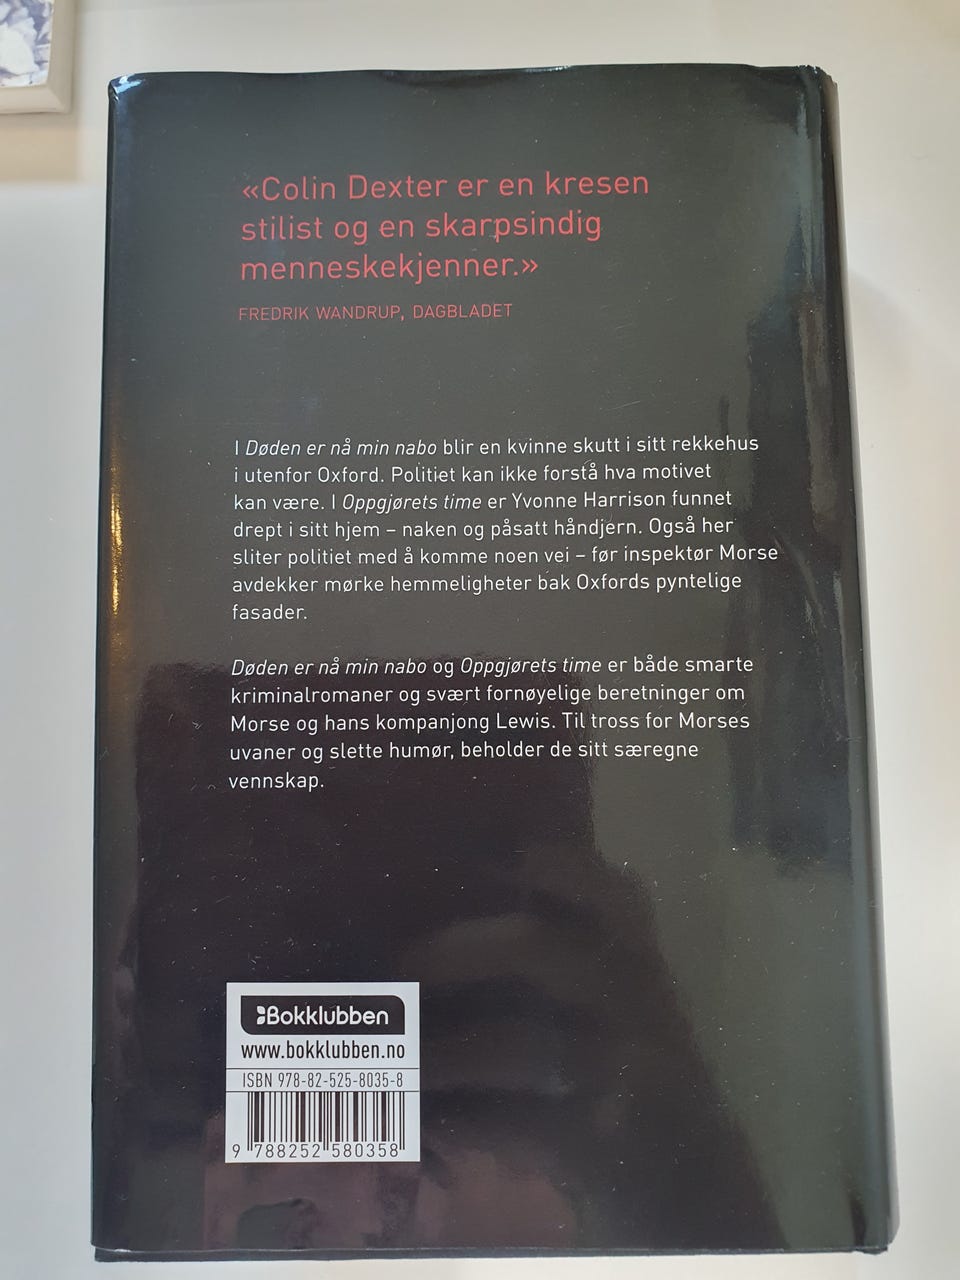 «Colin Dexter er en kresen
stilist og en skarpsindig
menneskekjenner.»
FREDRIK WANDRUP, DAGBLADET
I Døden er nå min nabo blir en kvinne skutt i sitt rekkehus
i utenfor Oxford. Politiet kan ikke forstå hva motivet
kan være. I Oppgjørets time er Yvonne Harrison funnet
drept i sitt hjem – naken og påsatt håndjern. Også her
sliter politiet med å komme noen vei – før inspektør Morse
avdekker mørke hemmeligheter bak Oxfords pyntelige
fasader.
Døden er nå min nabo og Oppgjørets time er både smarte
kriminalromaner og svært fornøyelige beretninger om
Morse og hans kompanjong Lewis. Til tross for Morses
uvaner og slette humør, beholder de sitt særegne
vennskap.
Bokklubben
www.bokklubben.no
ISBN 978-82-525-8035-8
9 788252 580358